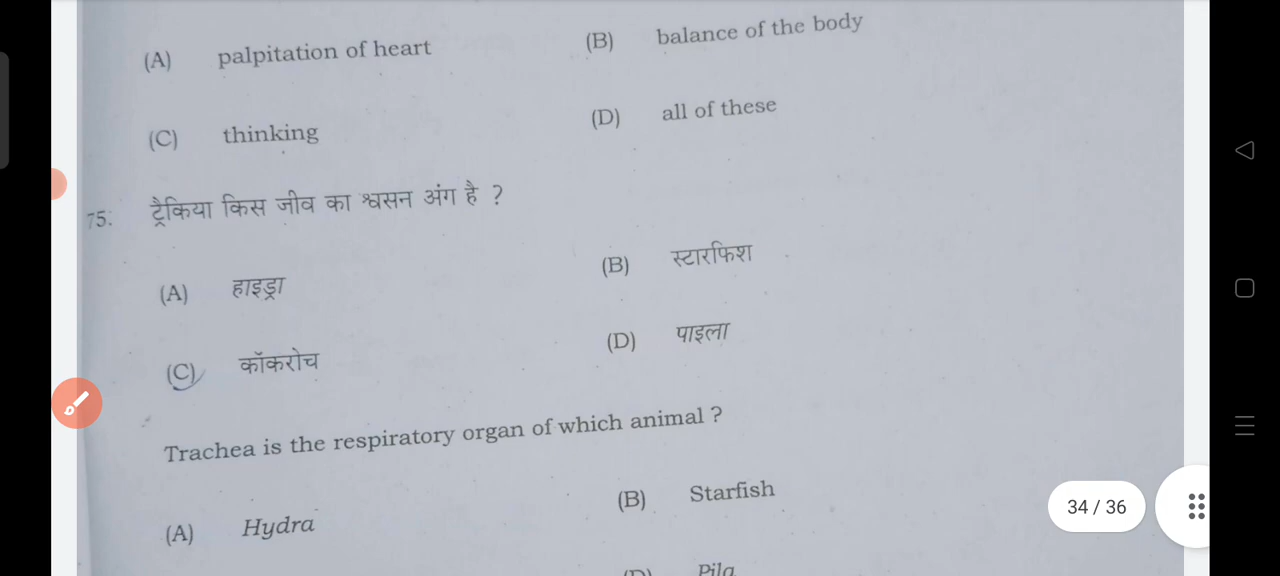 (A) palpitation of heart (B) balance of the body
(C) thinking (D) all of these
75. ट्रैकिया किस जीव का श्वसन अंग है ?
(A) हाइड्रा (B) स्टारफिश
(C) कॉकरोच (D) पाइला
Trachea is the respiratory organ of which animal ?
(A) Hydra (B) Starfish
(D) Pila
34 / 36